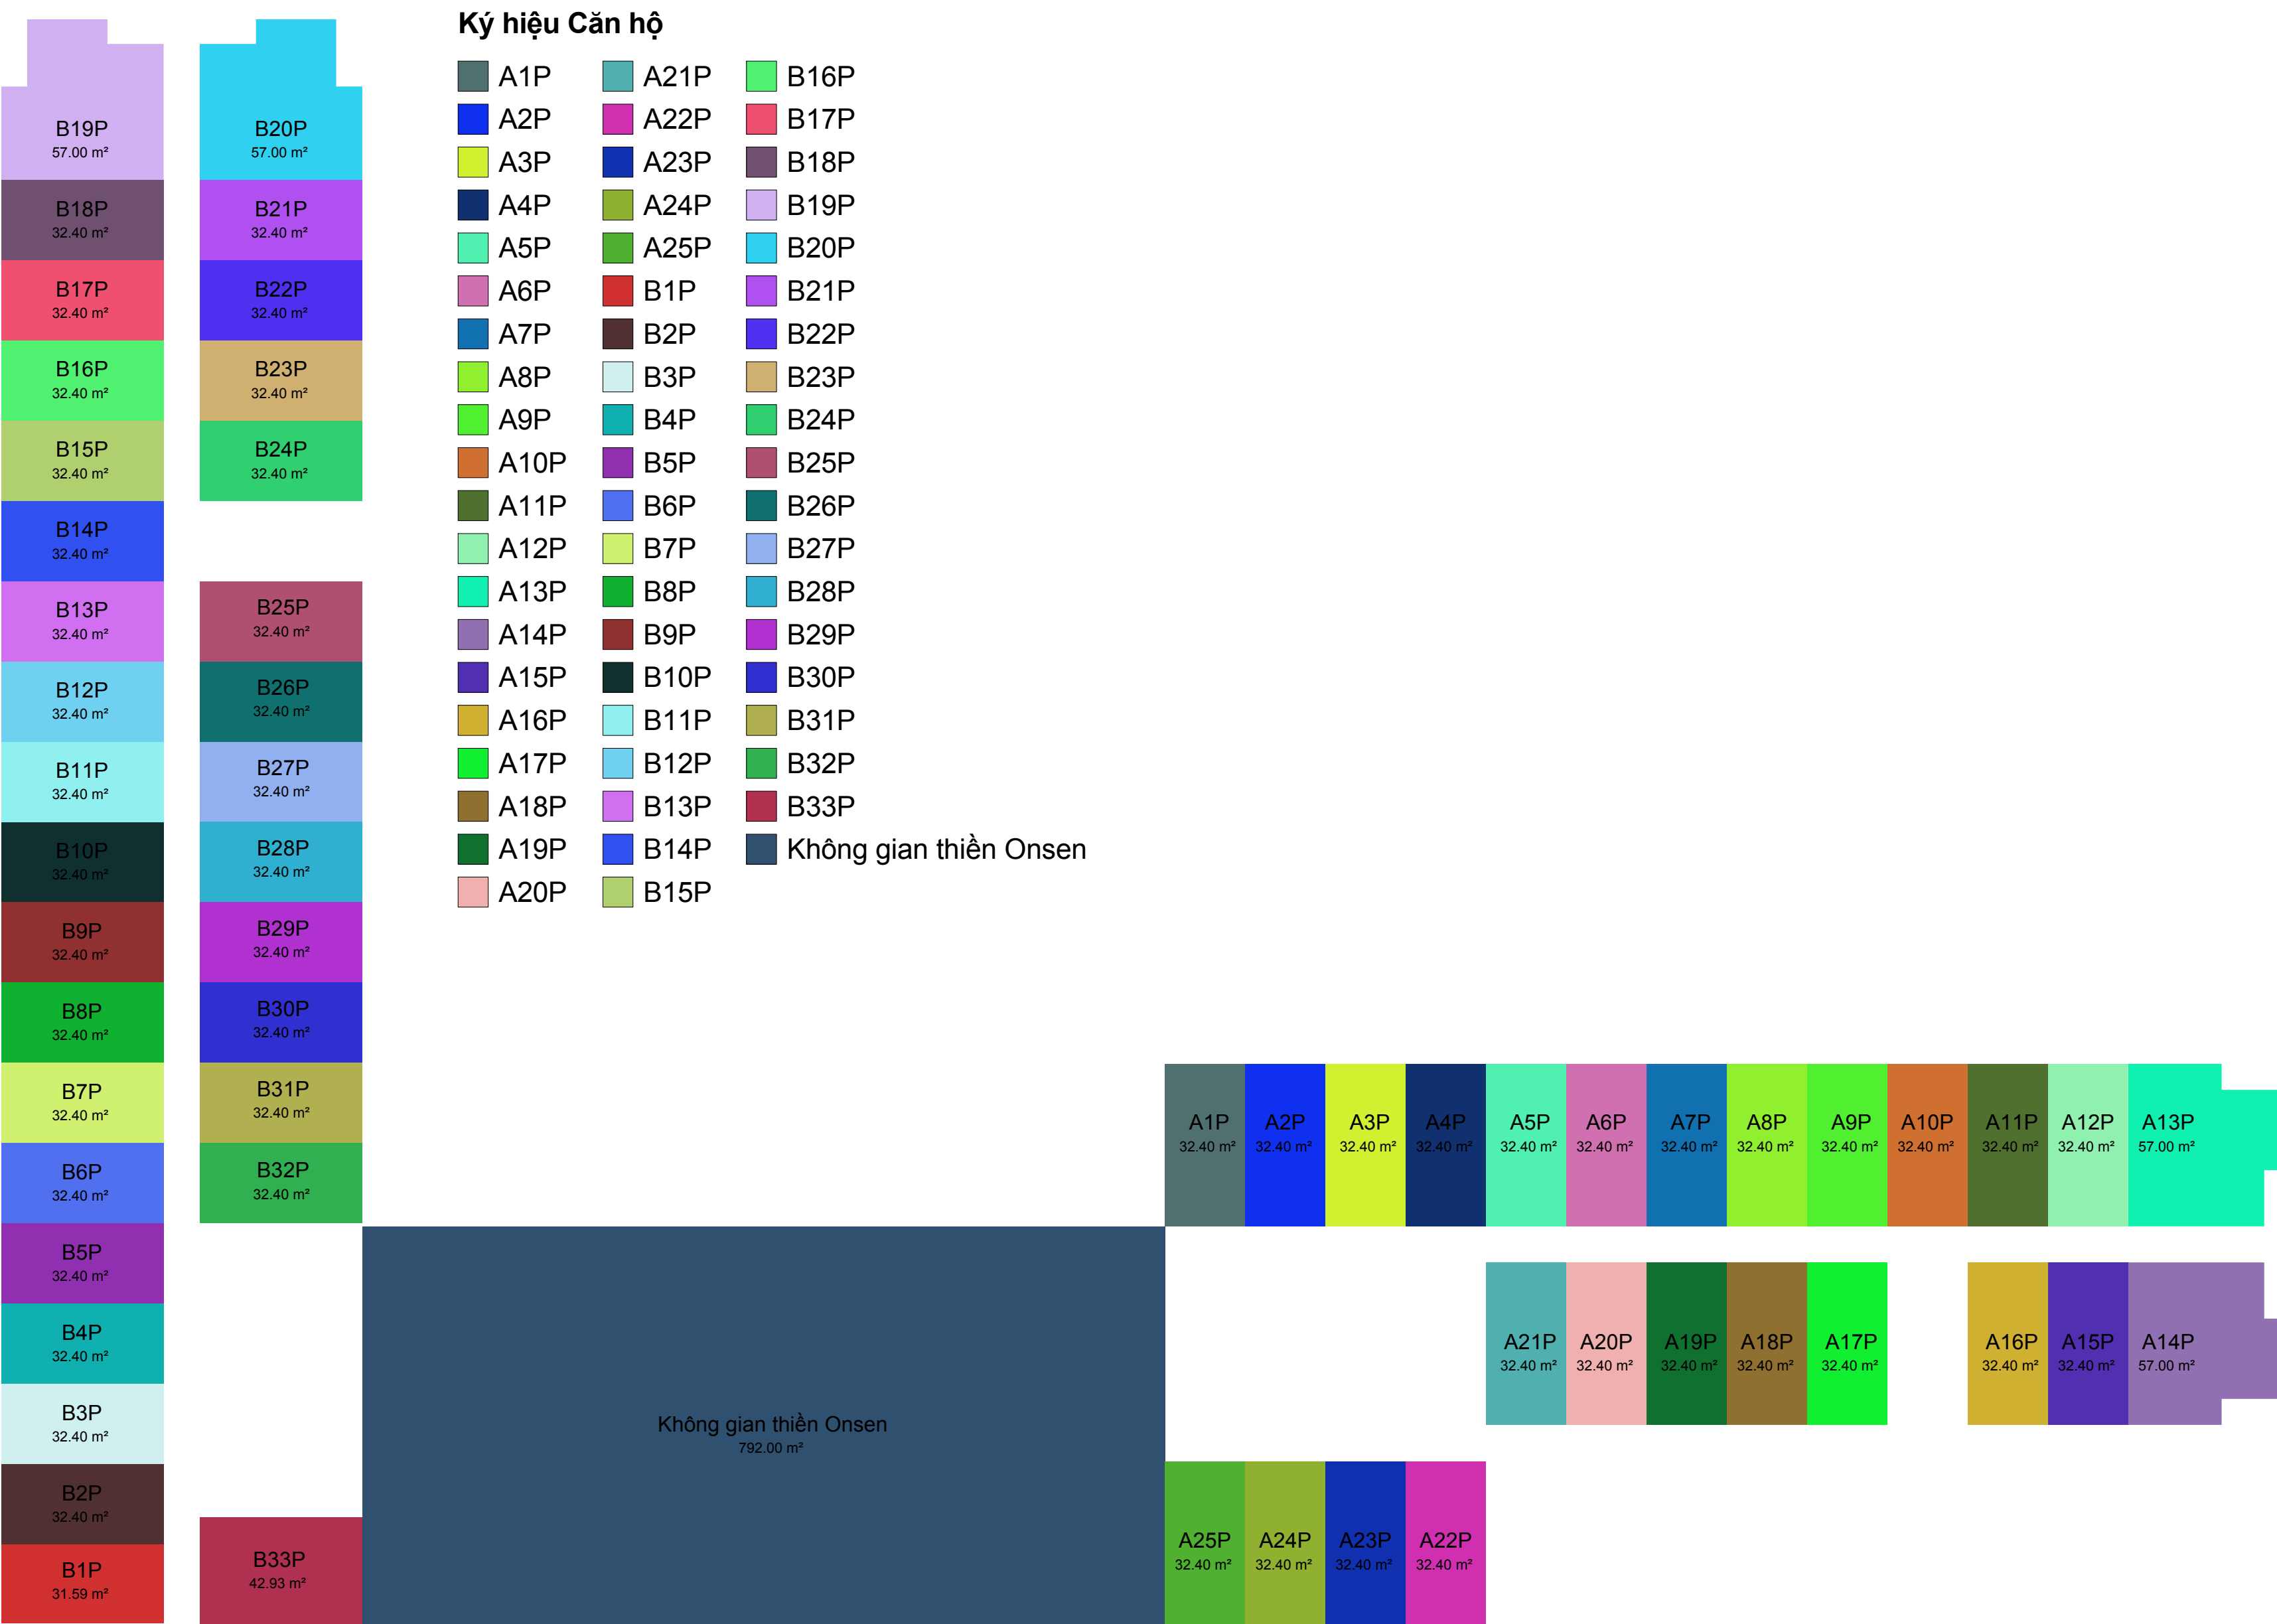 Ký hiệu Căn hộ
A1P
A2P
A3P
A4P
A5P
A6P
A7P
A8P
A9P
A10P
A11P
A12P
A13P
A14P
A15P
A16P
A17P
A18P
A19P
A20P
A21P
A22P
A23P
A24P
A25P
B1P
B2P
B3P
B4P
B5P
B6P
B7P
B8P
B9P
B10P
B11P
B12P
B13P
B14P
B15P
B16P
B17P
B18P
B19P
B20P
B21P
B22P
B23P
B24P
B25P
B26P
B27P
B28P
B29P
B30P
B31P
B32P
B33P
Không gian thiền Onsen
B19P
57.00 m²
B18P
32.40 m²
B17P
32.40 m²
B16P
32.40 m²
B15P
32.40 m²
B14P
32.40 m²
B13P
32.40 m²
B12P
32.40 m²
B11P
32.40 m²
B10P
32.40 m²
B9P
32.40 m²
B8P
32.40 m²
B7P
32.40 m²
B6P
32.40 m²
B5P
32.40 m²
B4P
32.40 m²
B3P
32.40 m²
B2P
32.40 m²
B1P
31.59 m²
B20P
57.00 m²
B21P
32.40 m²
B22P
32.40 m²
B23P
32.40 m²
B24P
32.40 m²
B25P
32.40 m²
B26P
32.40 m²
B27P
32.40 m²
B28P
32.40 m²
B29P
32.40 m²
B30P
32.40 m²
B31P
32.40 m²
B32P
32.40 m²
B33P
42.93 m²
Không gian thiền Onsen
792.00 m²
A1P
32.40 m²
A2P
32.40 m²
A3P
32.40 m²
A4P
32.40 m²
A5P
32.40 m²
A6P
32.40 m²
A7P
32.40 m²
A8P
32.40 m²
A9P
32.40 m²
A10P
32.40 m²
A11P
32.40 m²
A12P
32.40 m²
A13P
57.00 m²
A21P
32.40 m²
A20P
32.40 m²
A19P
32.40 m²
A18P
32.40 m²
A17P
32.40 m²
A16P
32.40 m²
A15P
32.40 m²
A14P
57.00 m²
A25P
32.40 m²
A24P
32.40 m²
A23P
32.40 m²
A22P
32.40 m²